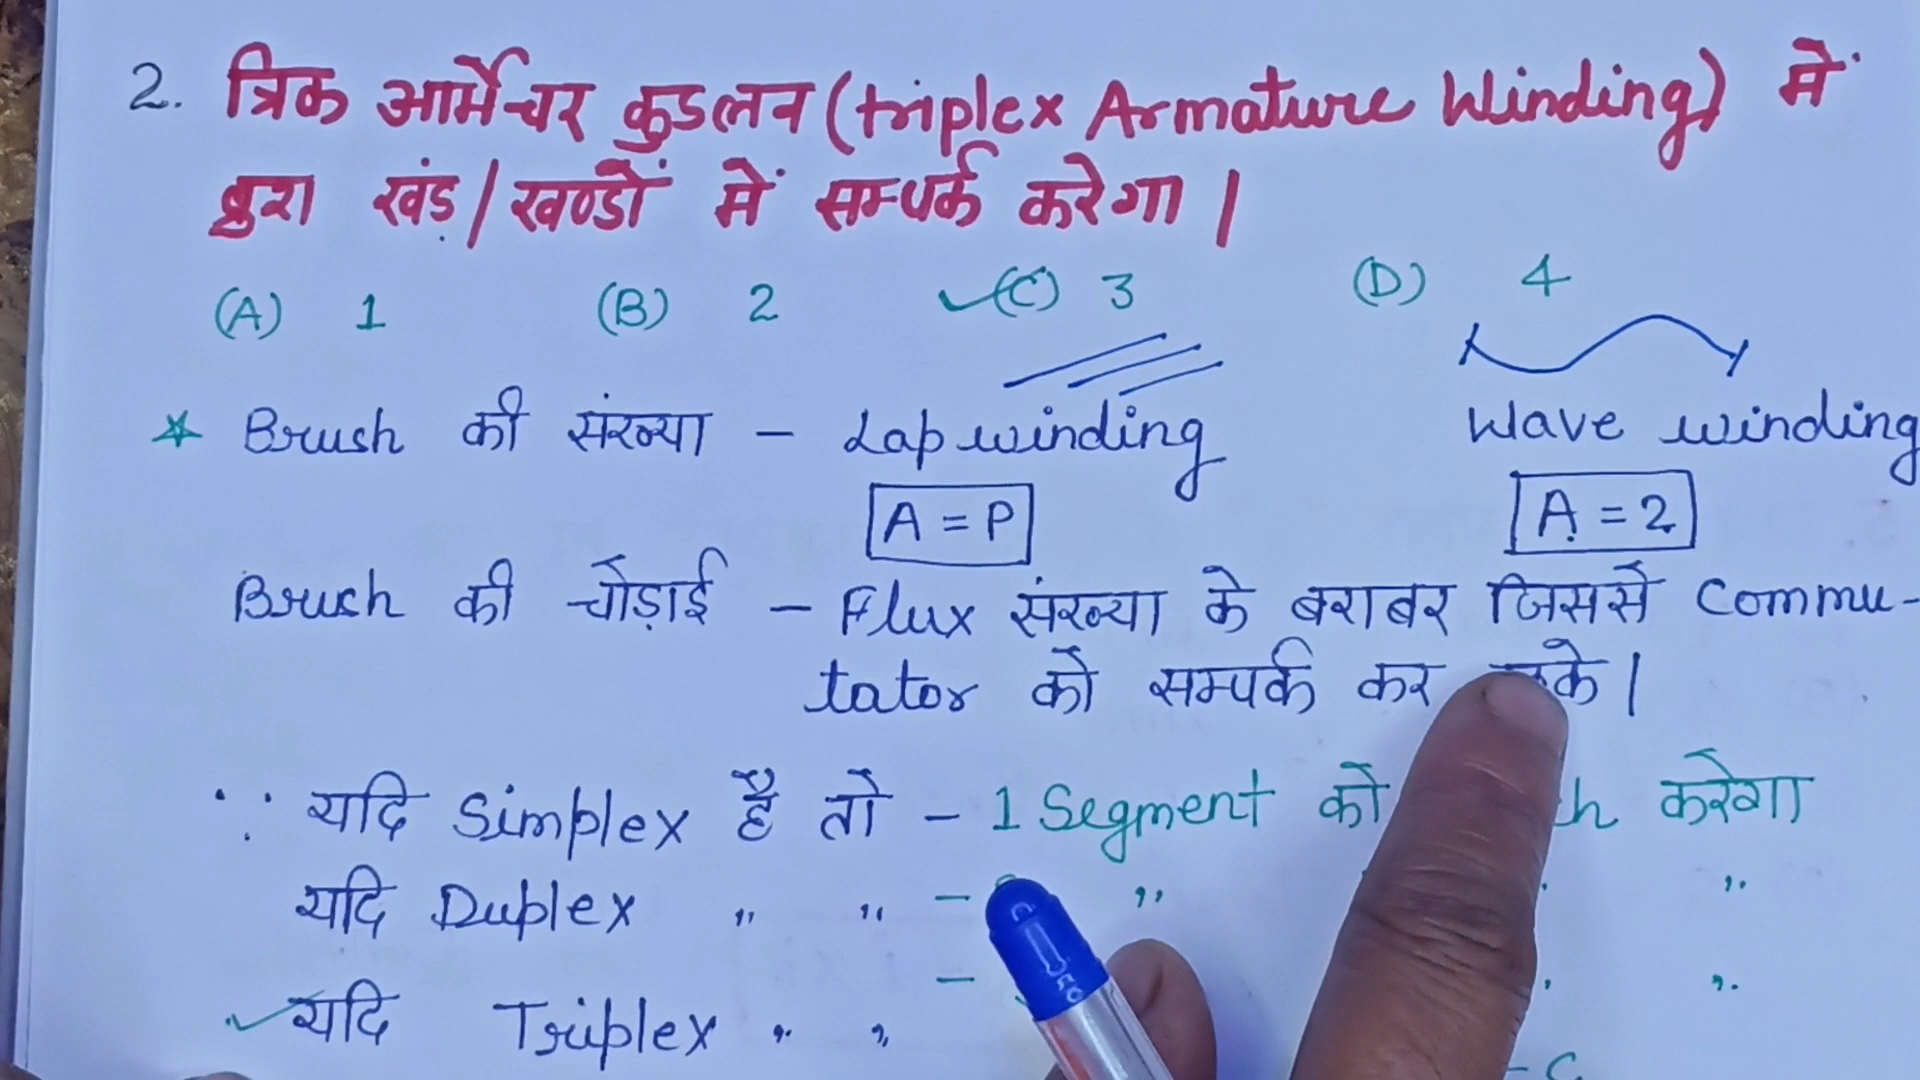 2. त्रिक आर्मेचर कुडलन (triplex Armature Winding) में
ब्रुश खंड/खण्डों में सम्पर्क करेगा।
(A) 1 (B) 2 ✓(C) 3 (D) 4
* Brush की संख्या - Lap winding Wave winding
A = P A = 2
Brush की चौड़ाई - Flux संख्या के बराबर जिससे Commu-
tator को सम्पर्क कर सके।
∵ यदि Simplex है तो - 1 Segment को करेगा
यदि Duplex " " - " "
✓ यदि Triplex " " - "